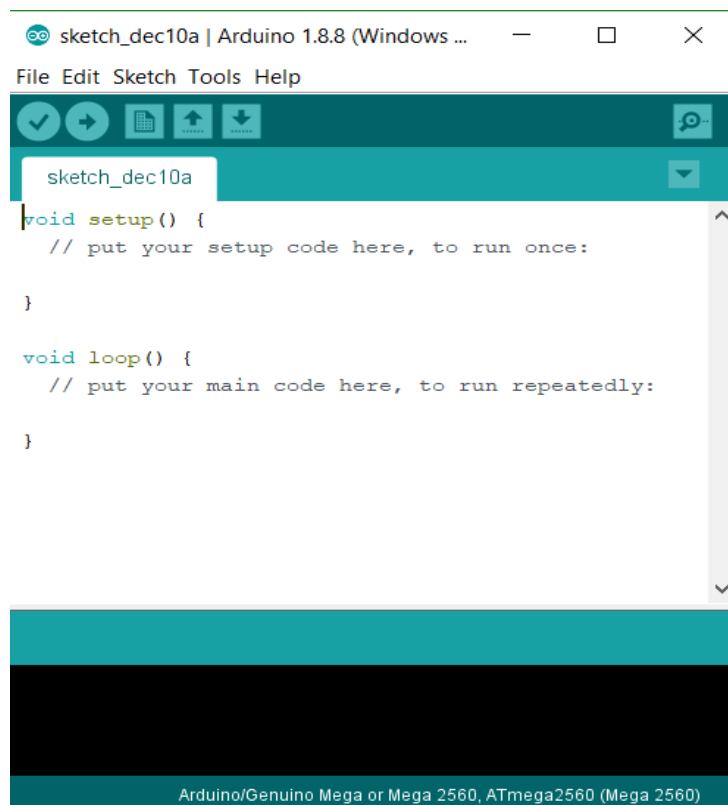 sketch_dec10a | Arduino 1.8.8 (Windows ...
File Edit Sketch Tools Help
sketch_dec10a
void setup() {
  // put your setup code here, to run once:
}
void loop() {
  // put your main code here, to run repeatedly:
}
Arduino/Genuino Mega or Mega 2560, ATmega2560 (Mega 2560)